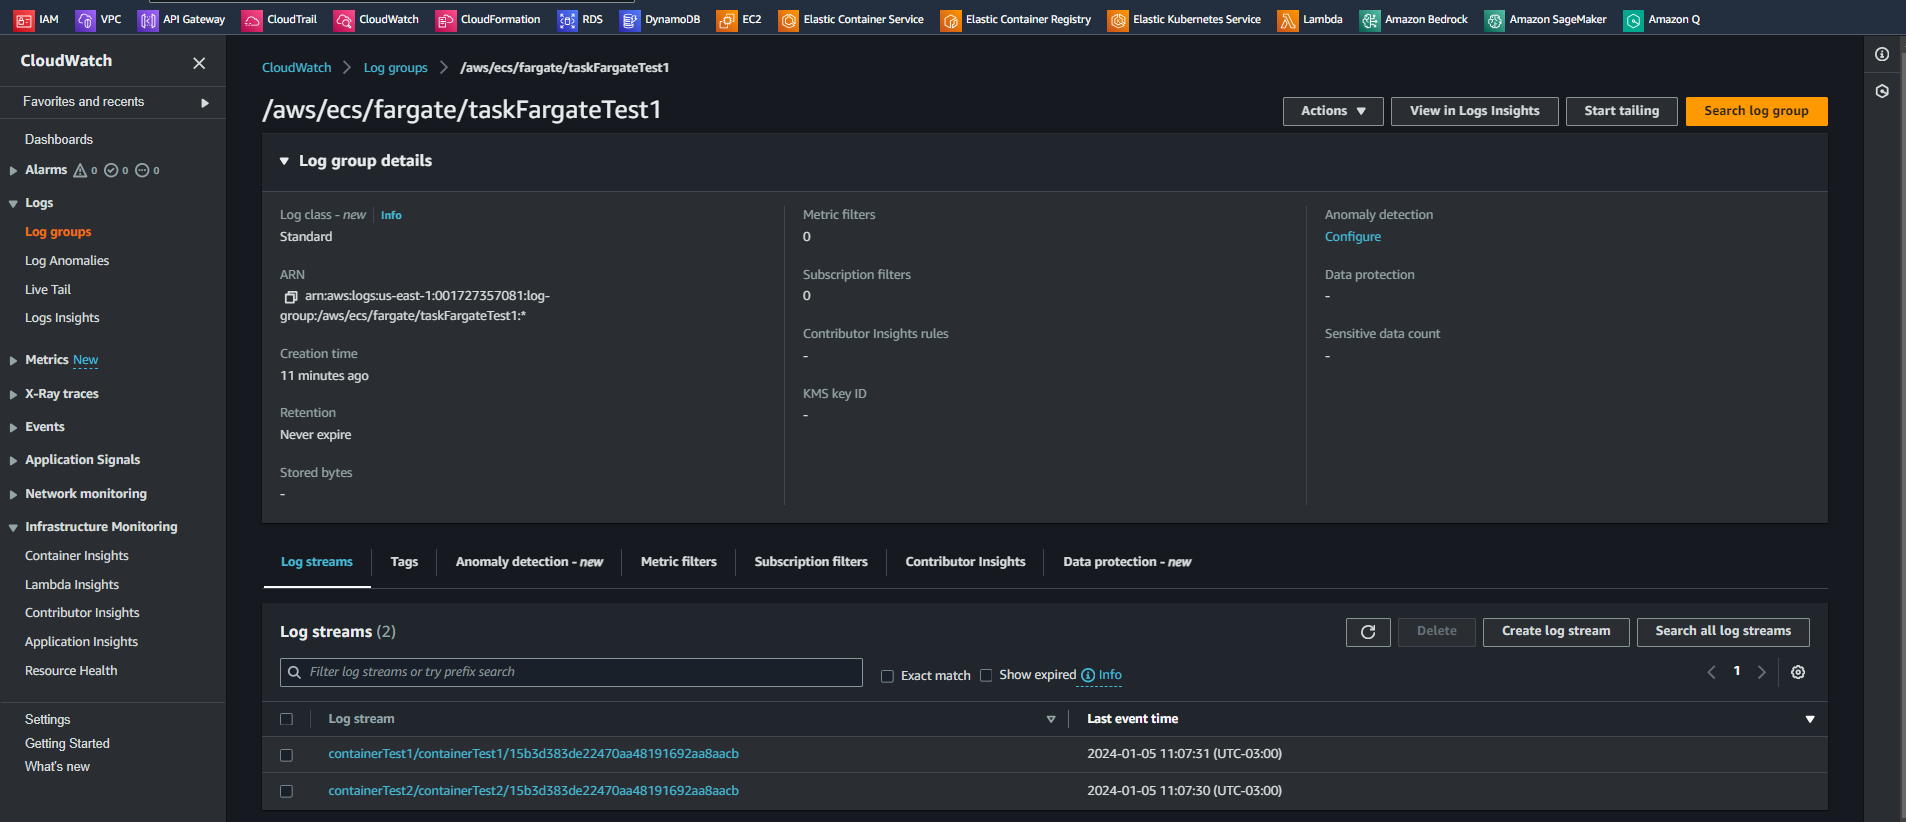 IAM VPC API Gateway CloudTrail CloudWatch CloudFormation RDS DynamoDB EC2 Elastic Container Service Elastic Container Registry Elastic Kubernetes Service Lambda Amazon Bedrock Amazon SageMaker Amazon Q
CloudWatch
Favorites and recents
Dashboards
Alarms 0 0 0
Logs
Log groups
Log Anomalies
Live Tail
Logs Insights
Metrics New
X-Ray traces
Events
Application Signals
Network monitoring
Infrastructure Monitoring
Container Insights
Lambda Insights
Contributor Insights
Application Insights
Resource Health
Settings
Getting Started
What's new
CloudWatch > Log groups > /aws/ecs/fargate/taskFargateTest1
/aws/ecs/fargate/taskFargateTest1
Actions View in Logs Insights Start tailing Search log group
Log group details
Log class - new Info
Standard
ARN
arn:aws:logs:us-east-1:001727357081:log-
group:/aws/ecs/fargate/taskFargateTest1:*
Creation time
11 minutes ago
Retention
Never expire
Stored bytes
-
Metric filters
0
Subscription filters
0
Contributor Insights rules
-
KMS key ID
-
Anomaly detection
Configure
Data protection
-
Sensitive data count
-
Log streams Tags Anomaly detection - new Metric filters Subscription filters Contributor Insights Data protection - new
Log streams (2)
Delete Create log stream Search all log streams
Filter log streams or try prefix search Exact match Show expired Info 1
Log stream Last event time
containerTest1/containerTest1/15b3d383de22470aa48191692aa8aacb 2024-01-05 11:07:31 (UTC-03:00)
containerTest2/containerTest2/15b3d383de22470aa48191692aa8aacb 2024-01-05 11:07:30 (UTC-03:00)